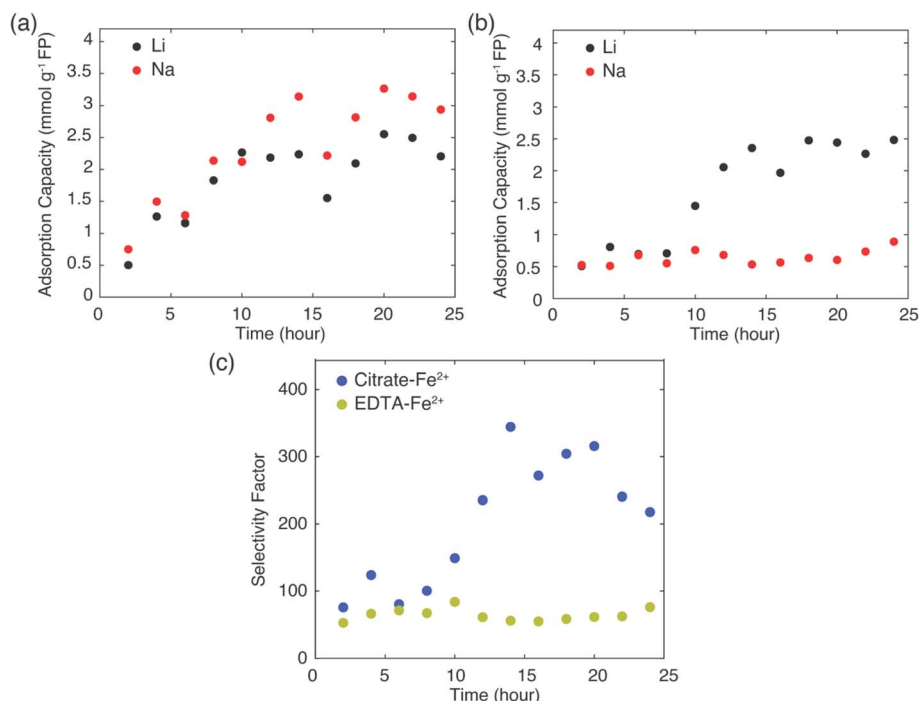 (a)
Li
Na
Adsorption Capacity (mmol g⁻¹ FP)
4
3.5
3
2.5
2
1.5
1
0.5
0
0 5 10 15 20 25
Time (hour)
(b)
Li
Na
Adsorption Capacity (mmol g⁻¹ FP)
4
3.5
3
2.5
2
1.5
1
0.5
0
0 5 10 15 20 25
Time (hour)
(c)
Citrate-Fe²⁺
EDTA-Fe²⁺
Selectivity Factor
400
300
200
100
0
0 5 10 15 20 25
Time (hour)